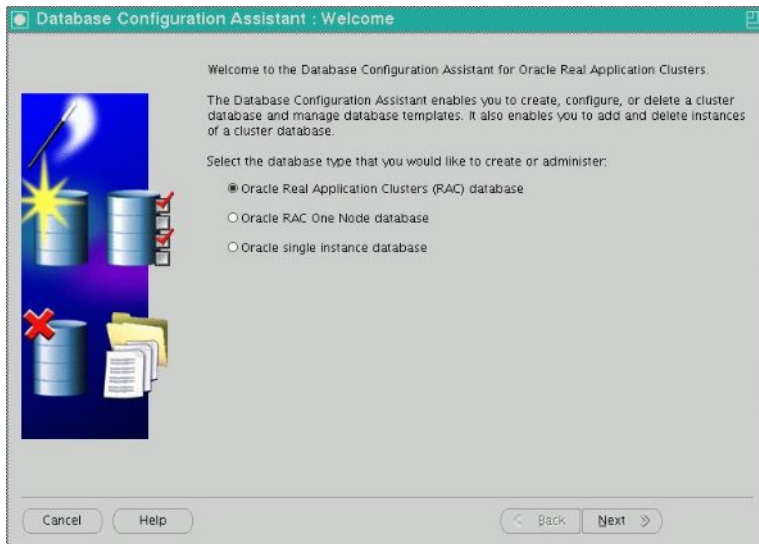 Database Configuration Assistant : Welcome
Welcome to the Database Configuration Assistant for Oracle Real Application Clusters.
The Database Configuration Assistant enables you to create, configure, or delete a cluster
database and manage database templates. It also enables you to add and delete instances
of a cluster database.
Select the database type that you would like to create or administer:
Oracle Real Application Clusters (RAC) database
Oracle RAC One Node database
Oracle single instance database
Cancel
Help
Back
Next